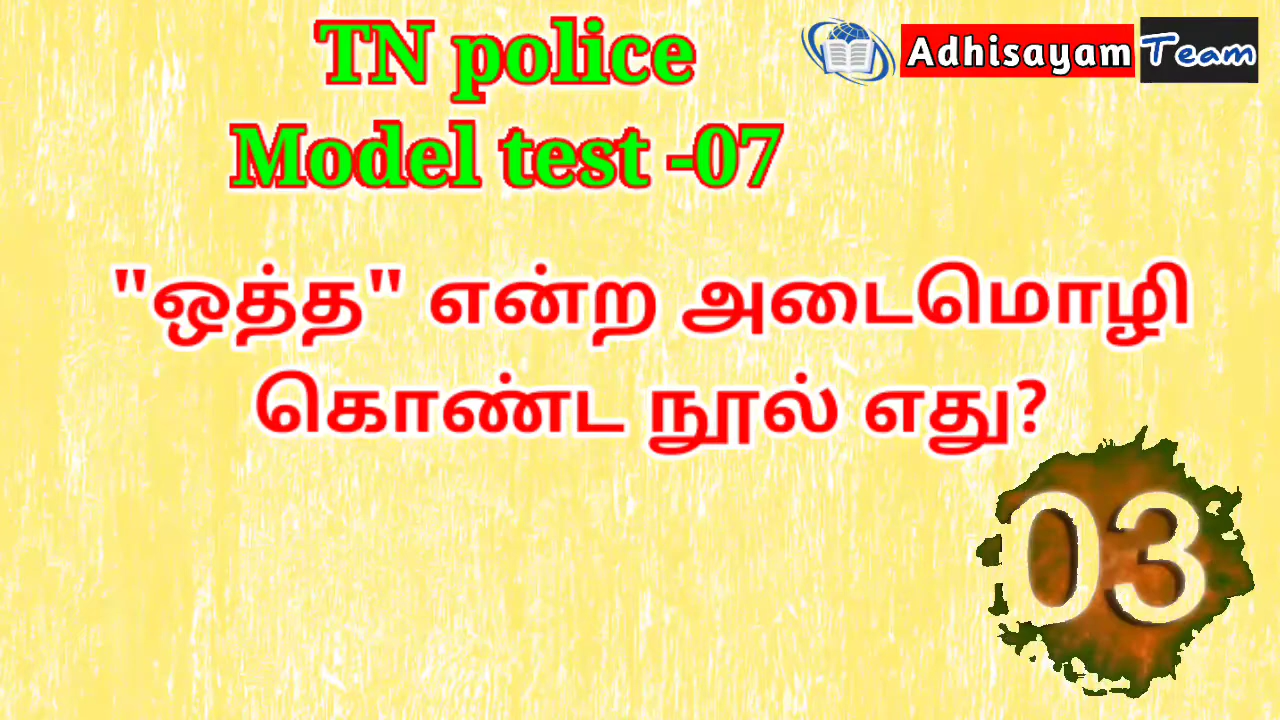 TN police
Adhisayam Team
Model test -07
"ஒத்த" என்ற அடைமொழி
கொண்ட நூல் எது?
03